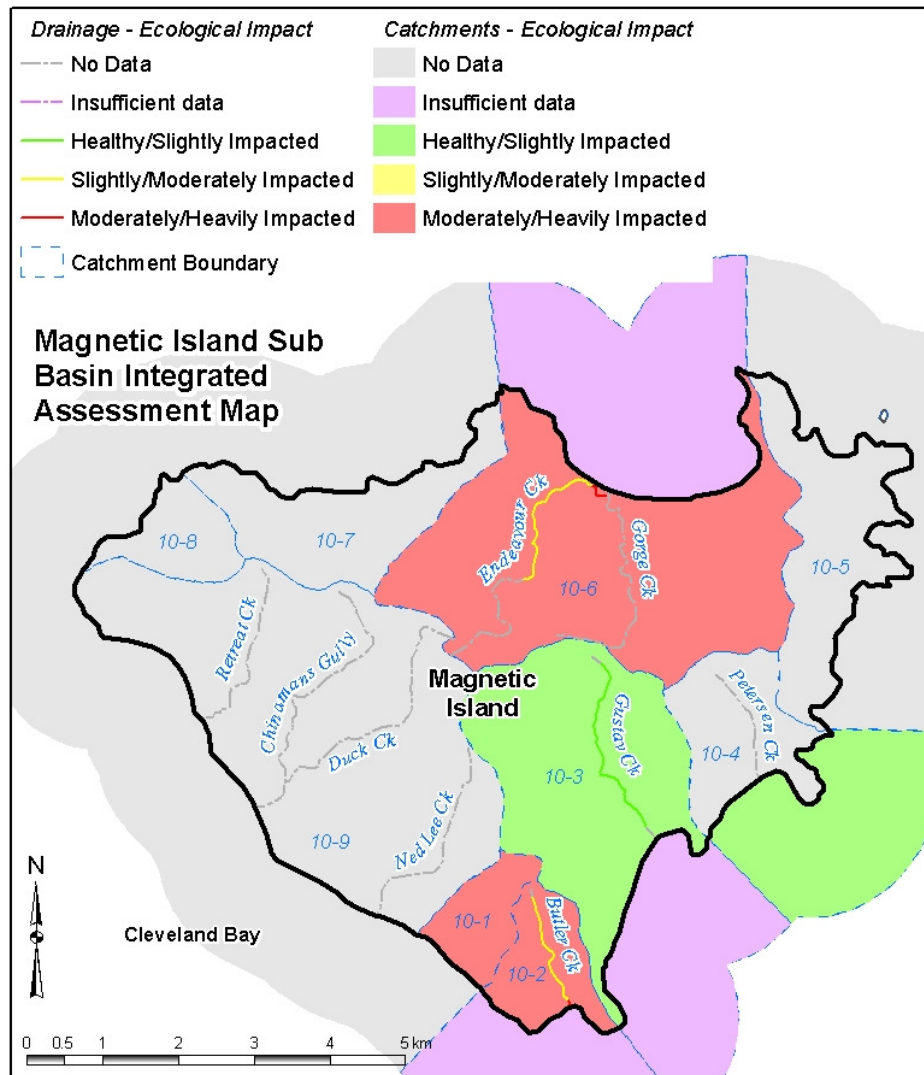 Drainage - Ecological Impact
No Data
Insufficient data
Healthy/Slightly Impacted
Slightly/Moderately Impacted
Moderately/Heavily Impacted
Catchment Boundary
Catchments - Ecological Impact
No Data
Insufficient data
Healthy/Slightly Impacted
Slightly/Moderately Impacted
Moderately/Heavily Impacted
Magnetic Island Sub
Basin Integrated
Assessment Map
Endeavour Ck
Gorge Ck
10-8
10-7
10-6
10-5
Retreat Ck
Chinamans Gully
Duck Ck
Magnetic
Island
Gustav Ck
Petersen Ck
10-4
10-3
10-9
Ned Lee Ck
10-1
10-2
Butler Ck
N
Cleveland Bay
0 0.5 1 2 3 4 5 km